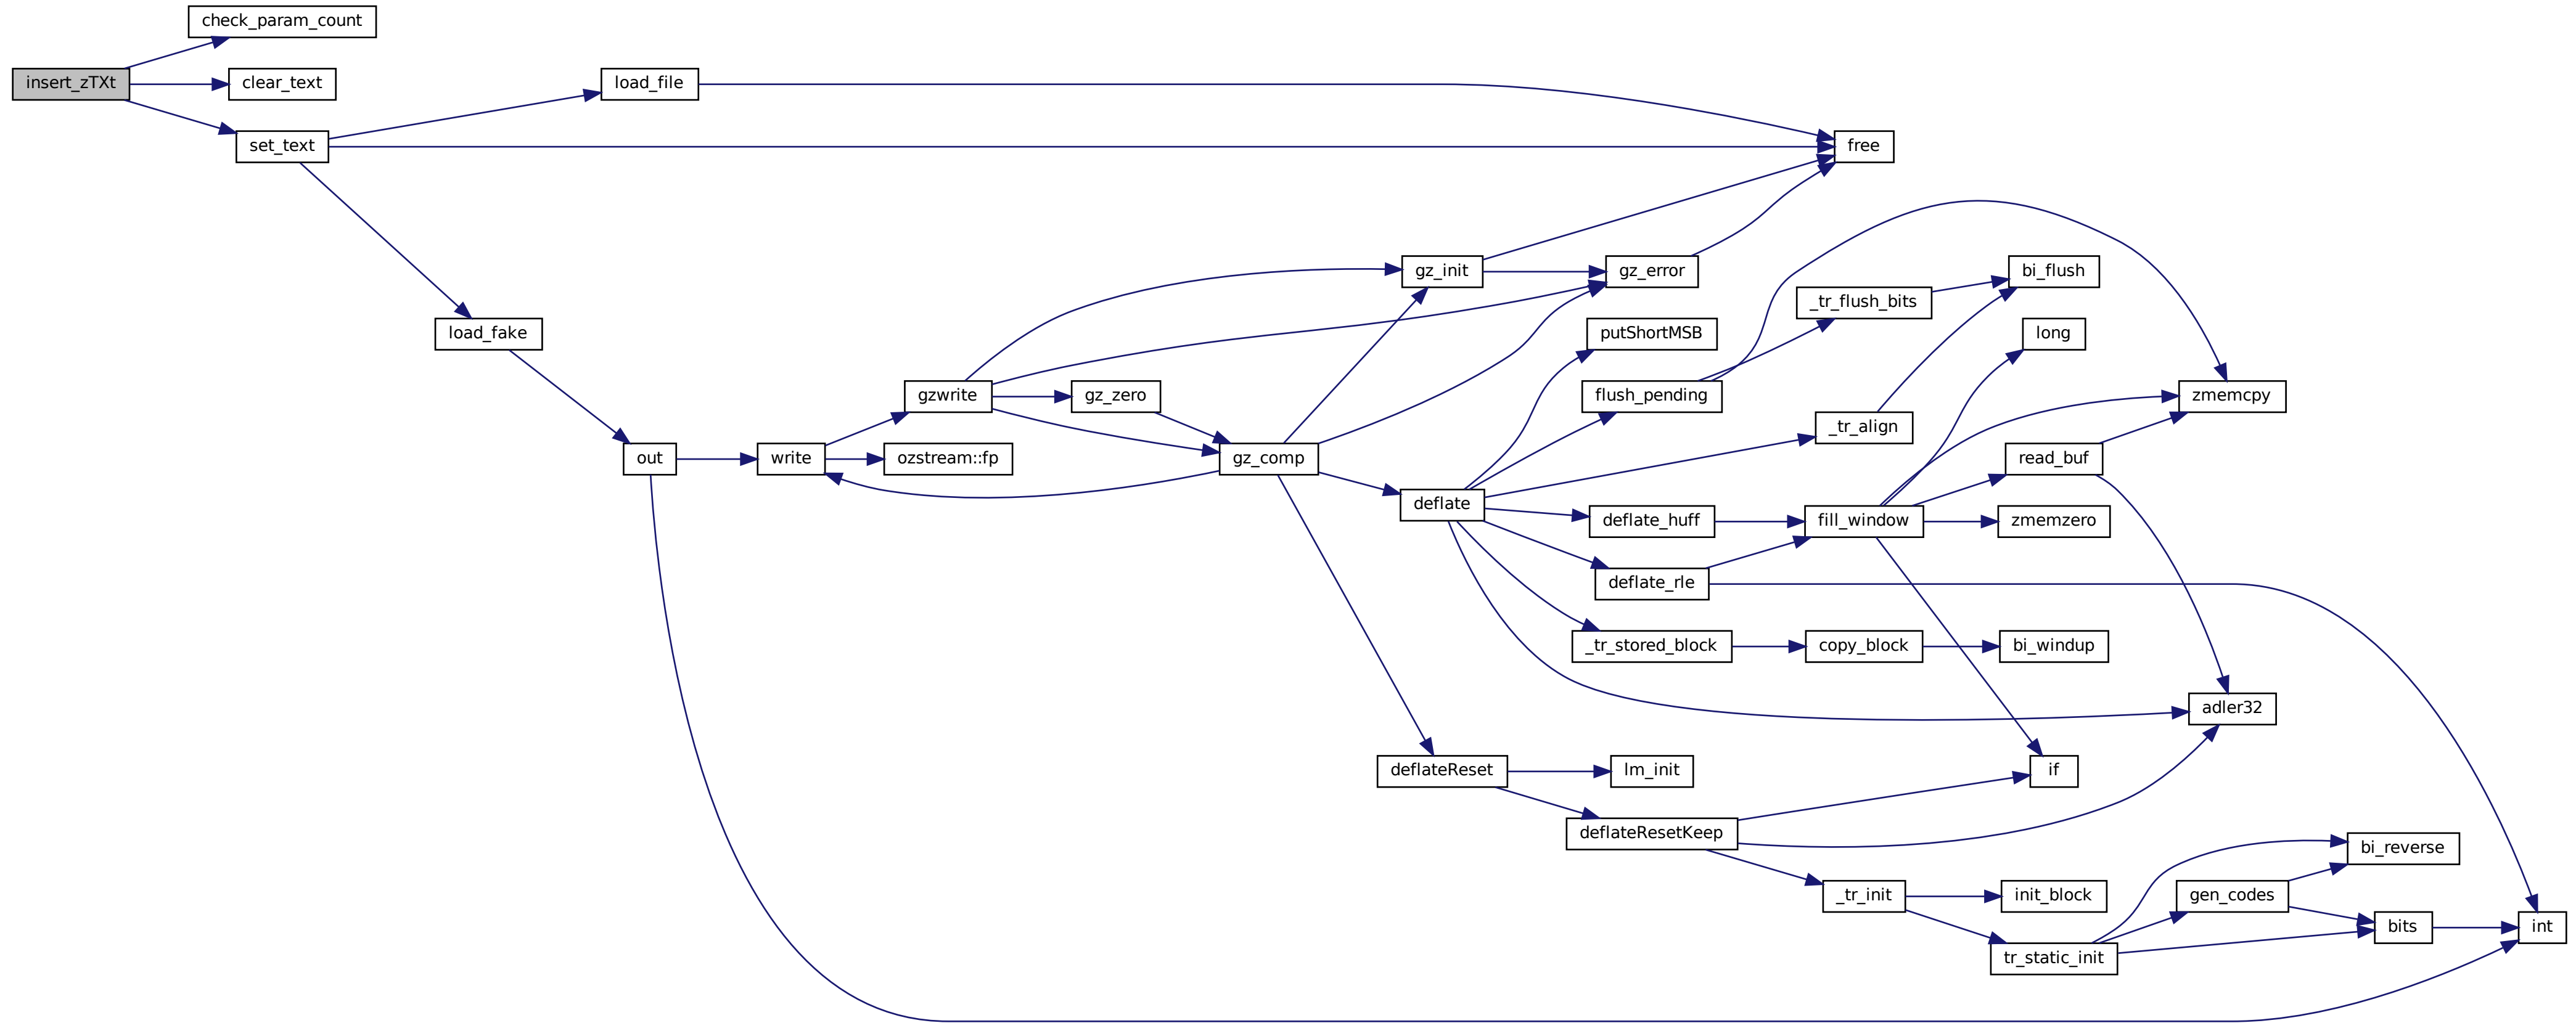 check_param_count
insert_zTXt
clear_text
load_file
set_text
free
gz_init
gz_error
bi_flush
_tr_flush_bits
load_fake
putShortMSB
long
gzwrite
gz_zero
flush_pending
zmemcpy
_tr_align
out
write
ozstream::fp
gz_comp
read_buf
deflate
deflate_huff
fill_window
zmemzero
deflate_rle
_tr_stored_block
copy_block
bi_windup
adler32
deflateReset
lm_init
if
deflateResetKeep
bi_reverse
_tr_init
init_block
gen_codes
bits
int
tr_static_init